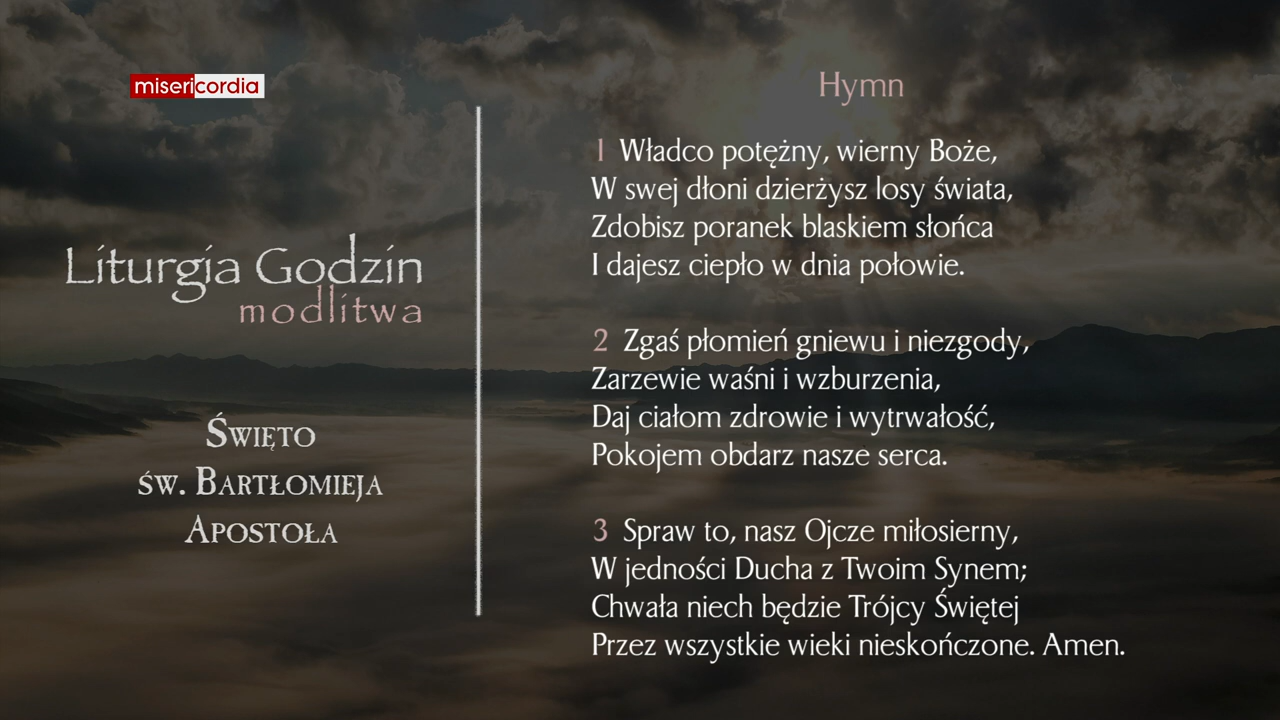 misericordia
Liturgia Godzin
modlitwa
Święto
św. Bartłomieja
Apostoła
Hymn
1 Władco potężny, wierny Boże,
W swej dłoni dzierżysz losy świata,
Zdobisz poranek blaskiem słońca
I dajesz ciepło w dnia połowie.
2 Zgaś płomień gniewu i niezgody,
Zarzewie waśni i wzburzenia,
Daj ciałom zdrowie i wytrwałość,
Pokojem obdarz nasze serca.
3 Spraw to, nasz Ojcze miłosierny,
W jedności Ducha z Twoim Synem;
Chwała niech będzie Trójcy Świętej
Przez wszystkie wieki nieskończone. Amen.